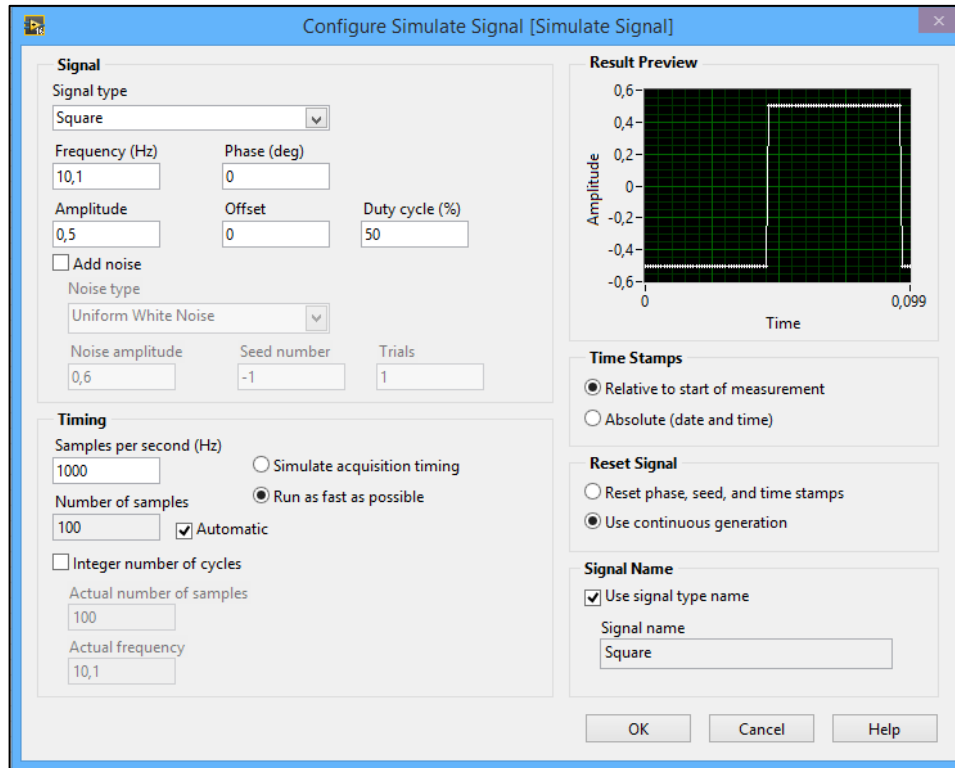 Configure Simulate Signal [Simulate Signal]
Signal
Signal type
Square
Frequency (Hz) Phase (deg)
10,1 0
Amplitude Offset Duty cycle (%)
0,5 0 50
Add noise
Noise type
Uniform White Noise
Noise amplitude Seed number Trials
0,6 -1 1
Timing
Samples per second (Hz)
1000
Simulate acquisition timing
Run as fast as possible
Number of samples
100 Automatic
Integer number of cycles
Actual number of samples
100
Actual frequency
10,1
Result Preview
0,6
0,4
0,2
0
-0,2
-0,4
-0,6
Amplitude
0 0,099
Time
Time Stamps
Relative to start of measurement
Absolute (date and time)
Reset Signal
Reset phase, seed, and time stamps
Use continuous generation
Signal Name
Use signal type name
Signal name
Square
OK Cancel Help